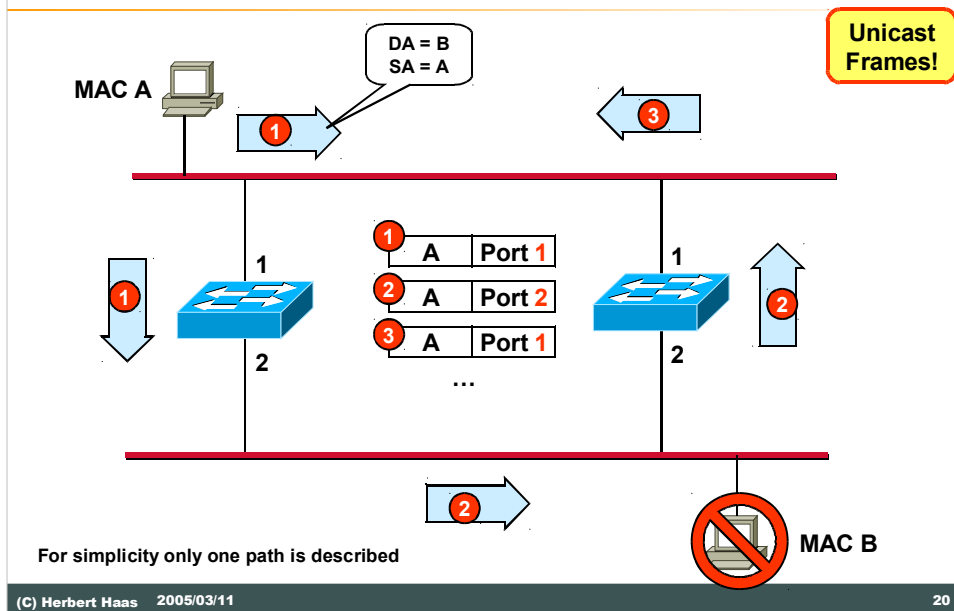 Unicast
Frames!
DA = B
SA = A
MAC A
1
3
1
A Port 1
2
A Port 2
3
A Port 1
...
1
1
2
1
2
2
2
MAC B
For simplicity only one path is described
(C) Herbert Haas 2005/03/11 20